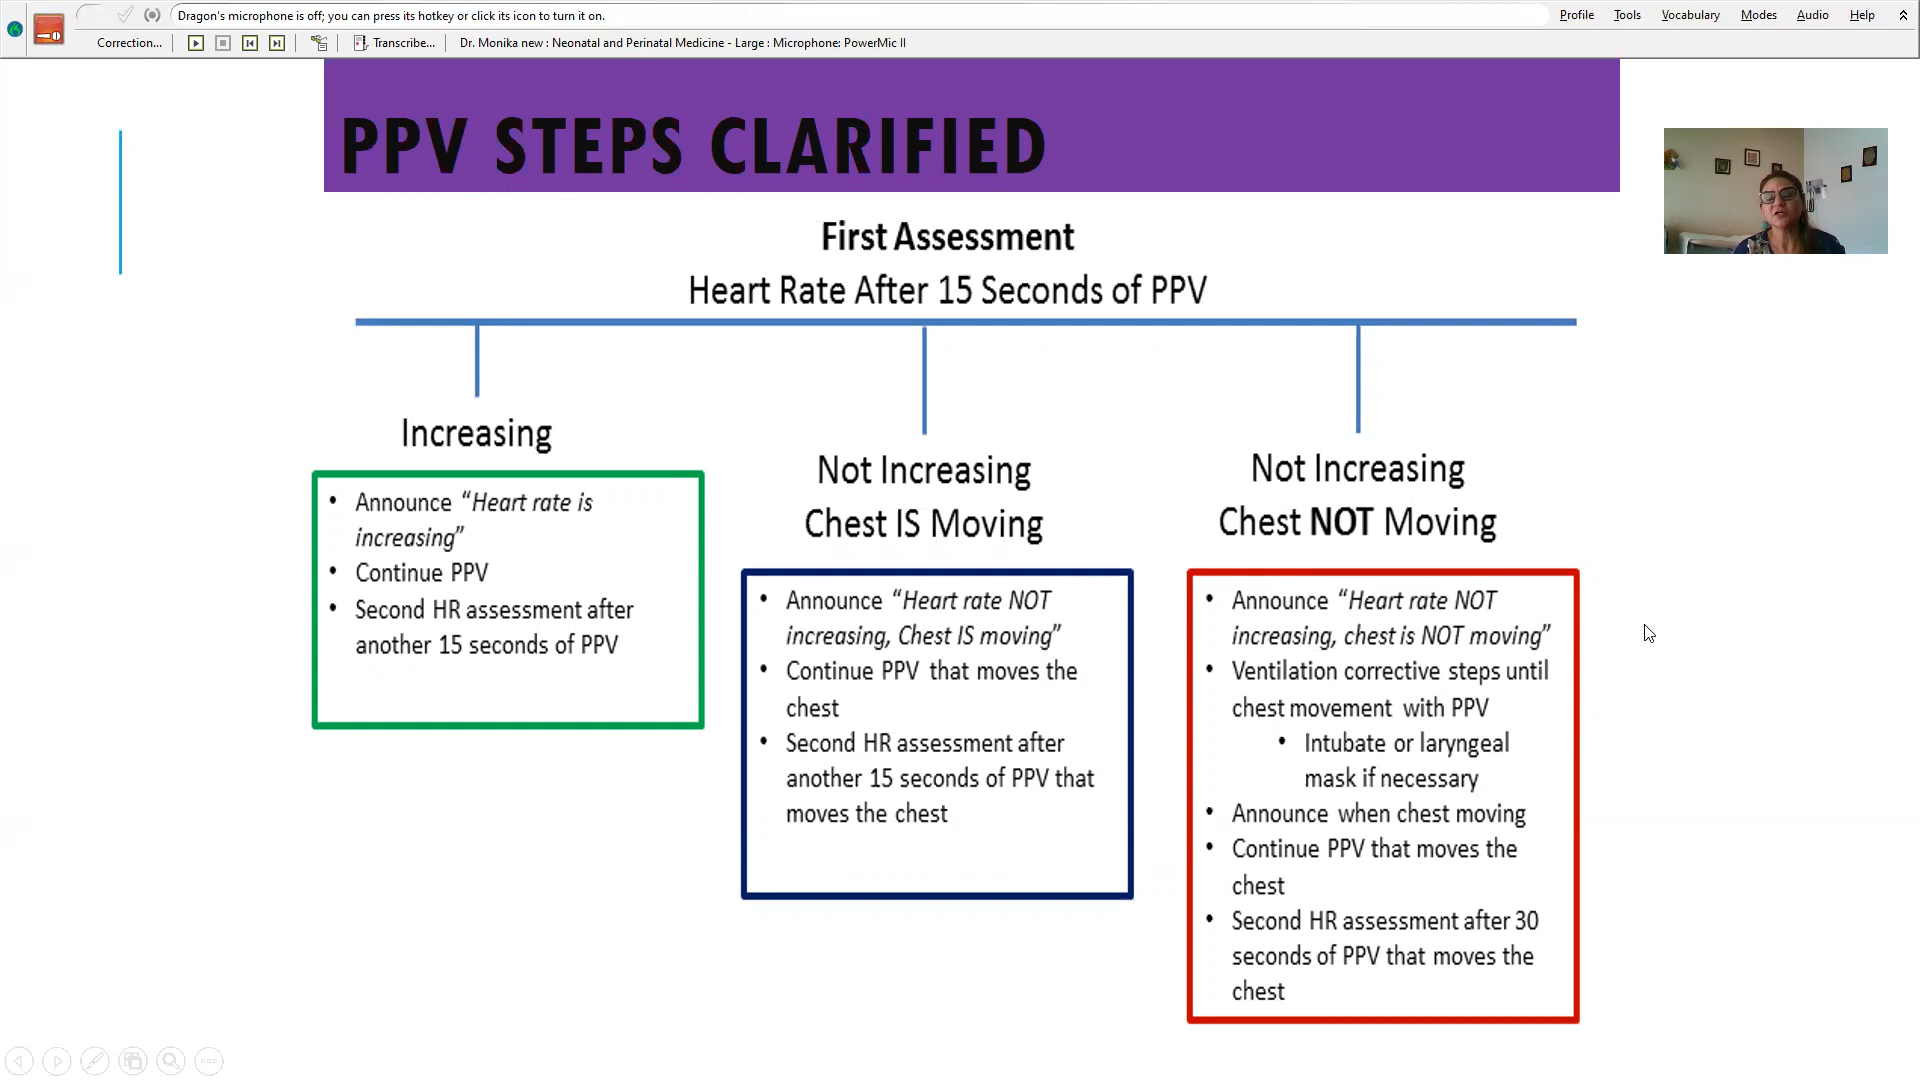 Dragon's microphone is off; you can press its hotkey or click its icon to turn it on.
Profile Tools Vocabulary Modes Audio Help
Correction... Transcribe... Dr. Monika new : Neonatal and Perinatal Medicine - Large : Microphone: PowerMic II
PPV STEPS CLARIFIED
First Assessment
Heart Rate After 15 Seconds of PPV
Increasing
• Announce “Heart rate is
increasing”
• Continue PPV
• Second HR assessment after
another 15 seconds of PPV
Not Increasing
Chest IS Moving
• Announce “Heart rate NOT
increasing, Chest IS moving”
• Continue PPV that moves the
chest
• Second HR assessment after
another 15 seconds of PPV that
moves the chest
Not Increasing
Chest NOT Moving
• Announce “Heart rate NOT
increasing, chest is NOT moving”
• Ventilation corrective steps until
chest movement with PPV
• Intubate or laryngeal
mask if necessary
• Announce when chest moving
• Continue PPV that moves the
chest
• Second HR assessment after 30
seconds of PPV that moves the
chest